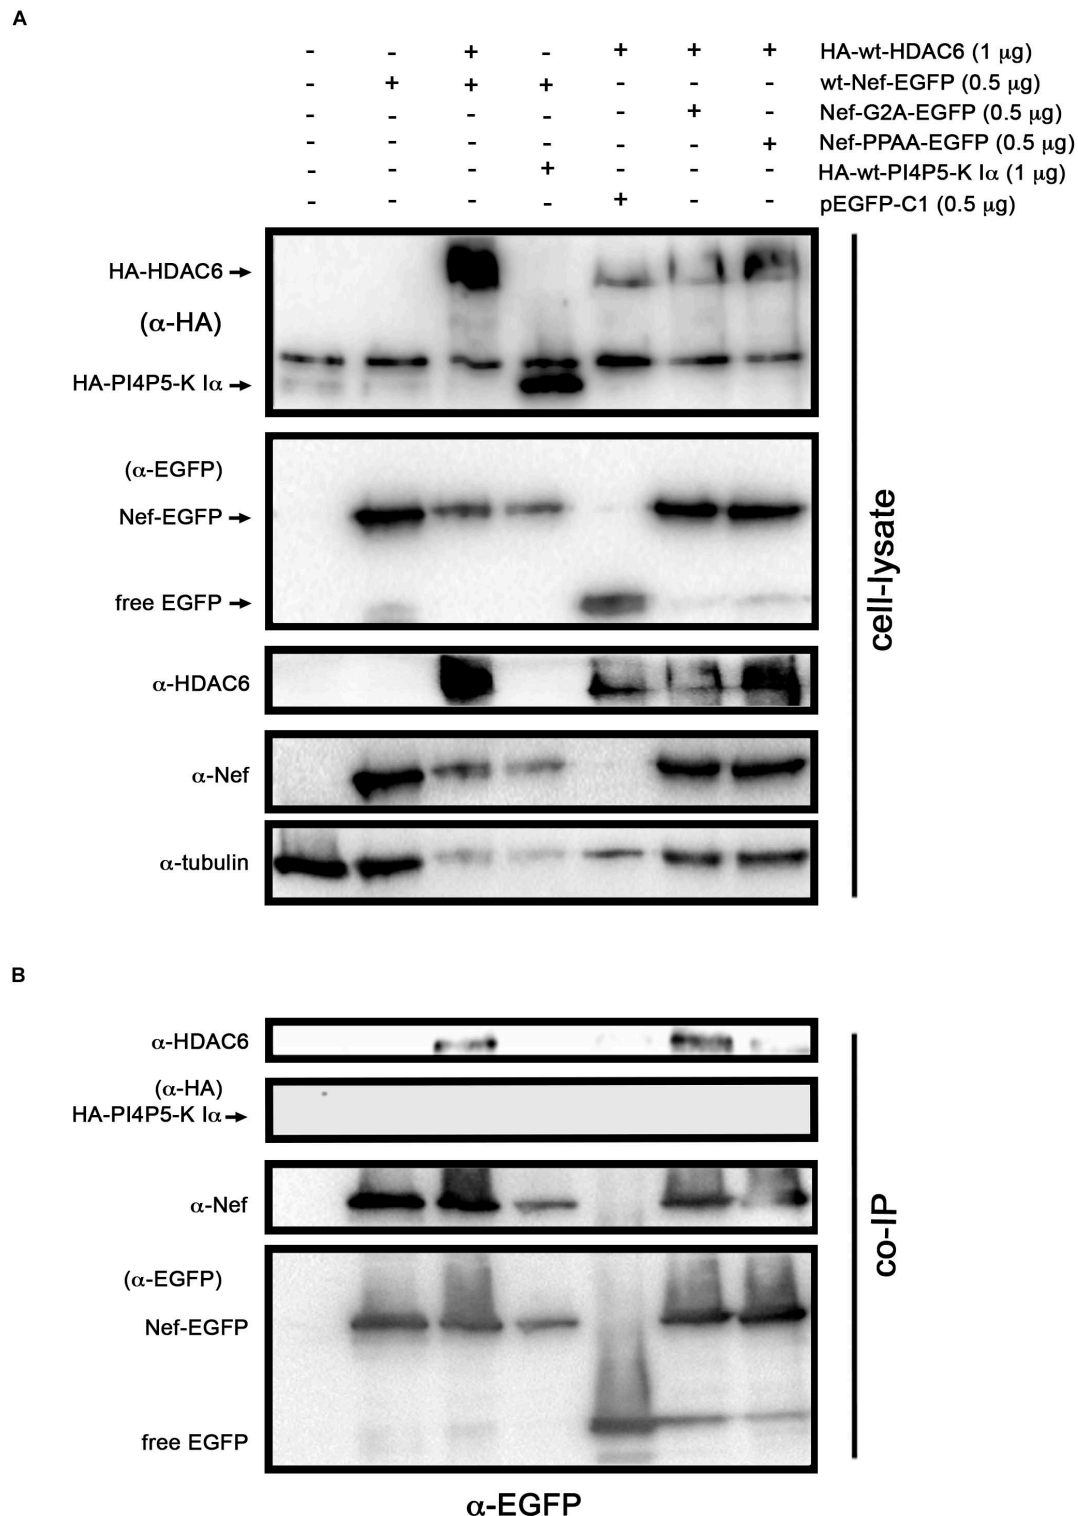 A
- - + - + + + HA-wt-HDAC6 (1 μg)
- + + + - - - wt-Nef-EGFP (0.5 μg)
- - - - - + - Nef-G2A-EGFP (0.5 μg)
- - - - - - + Nef-PPAA-EGFP (0.5 μg)
- - - + - - - HA-wt-PI4P5-K Iα (1 μg)
- - - - + - - pEGFP-C1 (0.5 μg)
HA-HDAC6
(α-HA)
HA-PI4P5-K Iα
(α-EGFP)
Nef-EGFP
free EGFP
α-HDAC6
α-Nef
α-tubulin
cell-lysate
B
α-HDAC6
(α-HA)
HA-PI4P5-K Iα
α-Nef
(α-EGFP)
Nef-EGFP
free EGFP
co-IP
α-EGFP